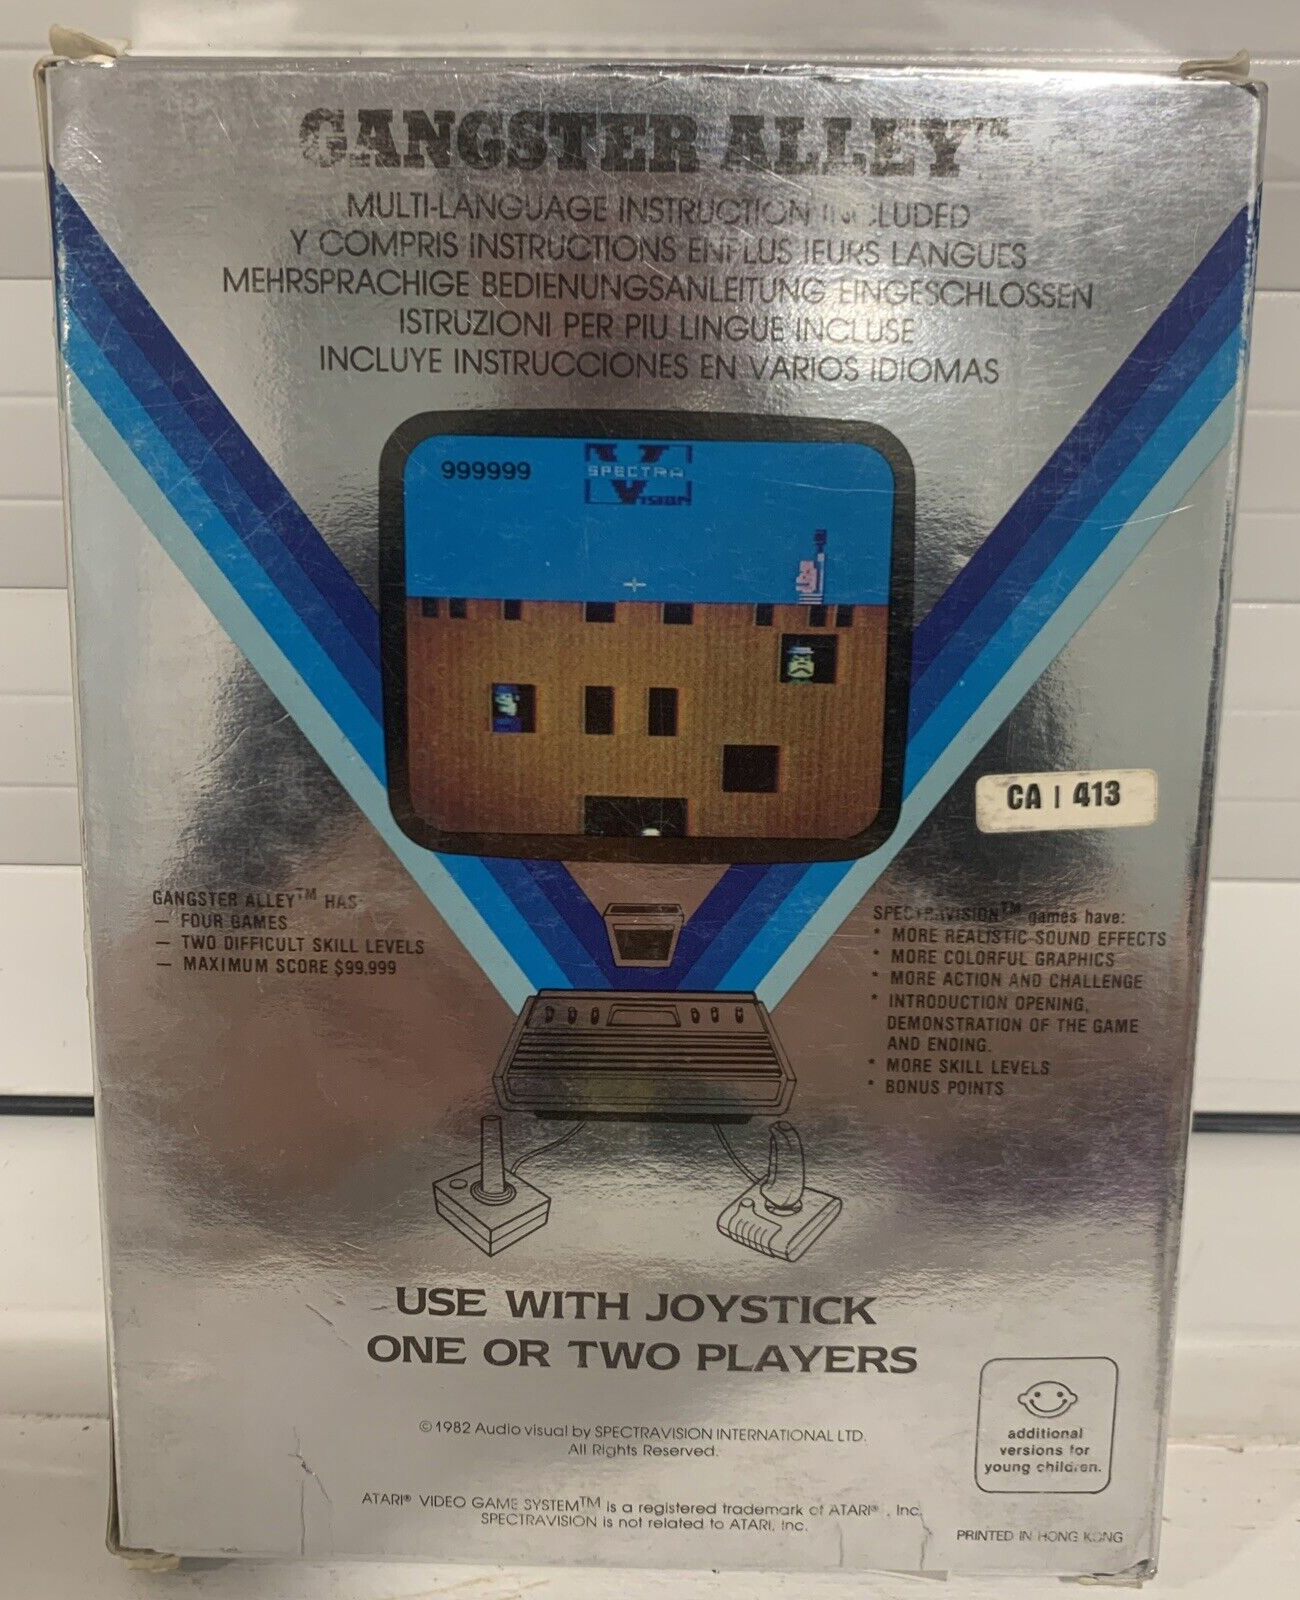 GANGSTER ALLEY™
MULTI-LANGUAGE INSTRUCTION INCLUDED
Y COMPRIS INSTRUCTIONS ENPLUS IEURS LANGUES
MEHRSPRACHIGE BEDIENUNGSANLEITUNG EINGESCHLOSSEN
ISTRUZIONI PER PIU LINGUE INCLUSE
INCLUYE INSTRUCCIONES EN VARIOS IDIOMAS
999999
SPECTRA
VISION
CA | 413
GANGSTER ALLEY™ HAS
— FOUR GAMES
— TWO DIFFICULT SKILL LEVELS
— MAXIMUM SCORE $99,999
SPECTRAVISION™ games have:
* MORE REALISTIC SOUND EFFECTS
* MORE COLORFUL GRAPHICS
* MORE ACTION AND CHALLENGE
* INTRODUCTION OPENING,
DEMONSTRATION OF THE GAME
AND ENDING.
* MORE SKILL LEVELS
* BONUS POINTS
USE WITH JOYSTICK
ONE OR TWO PLAYERS
©1982 Audio visual by SPECTRAVISION INTERNATIONAL LTD.
All Rights Reserved.
additional
versions for
young children.
ATARI® VIDEO GAME SYSTEM™ is a registered trademark of ATARI®, Inc.
SPECTRAVISION is not related to ATARI, Inc.
PRINTED IN HONG KONG